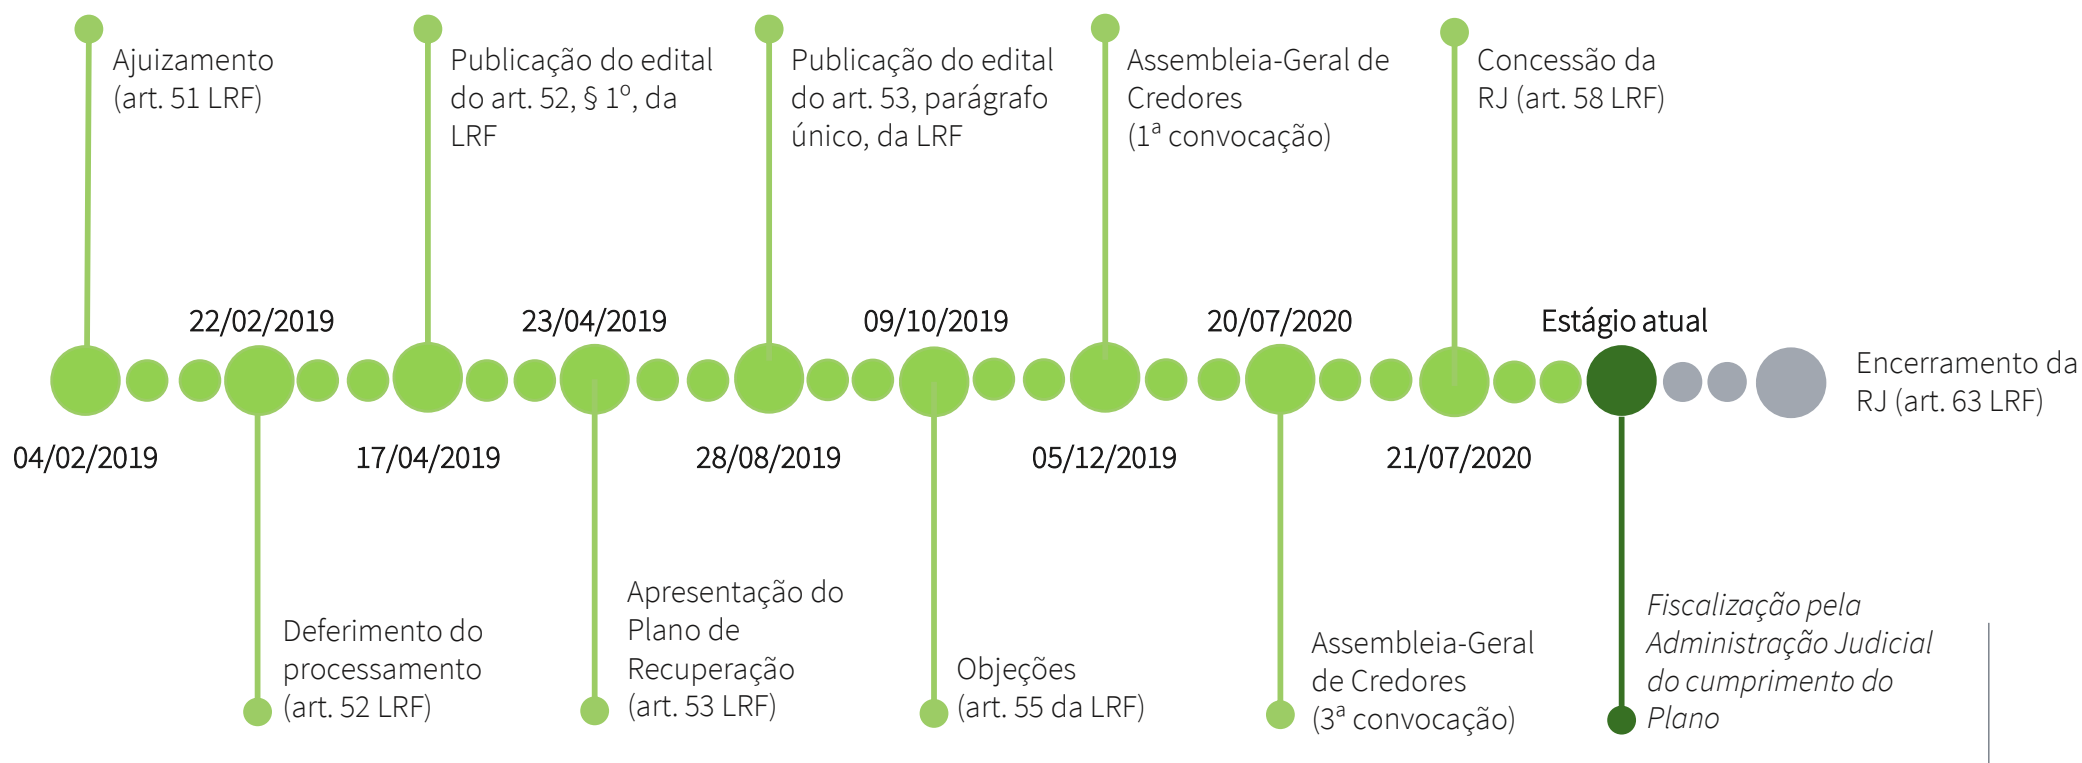 Ajuizamento
(art. 51 LRF)
Publicação do edital
do art. 52, § 1º, da
LRF
Publicação do edital
do art. 53, parágrafo
único, da LRF
Assembleia-Geral de
Credores
(1ª convocação)
Concessão da
RJ (art. 58 LRF)
22/02/2019
23/04/2019
09/10/2019
20/07/2020
Estágio atual
Encerramento da
RJ (art. 63 LRF)
04/02/2019
17/04/2019
28/08/2019
05/12/2019
21/07/2020
Deferimento do
processamento
(art. 52 LRF)
Apresentação do
Plano de
Recuperação
(art. 53 LRF)
Objeções
(art. 55 da LRF)
Assembleia-Geral
de Credores
(3ª convocação)
Fiscalização pela
Administração Judicial
do cumprimento do
Plano